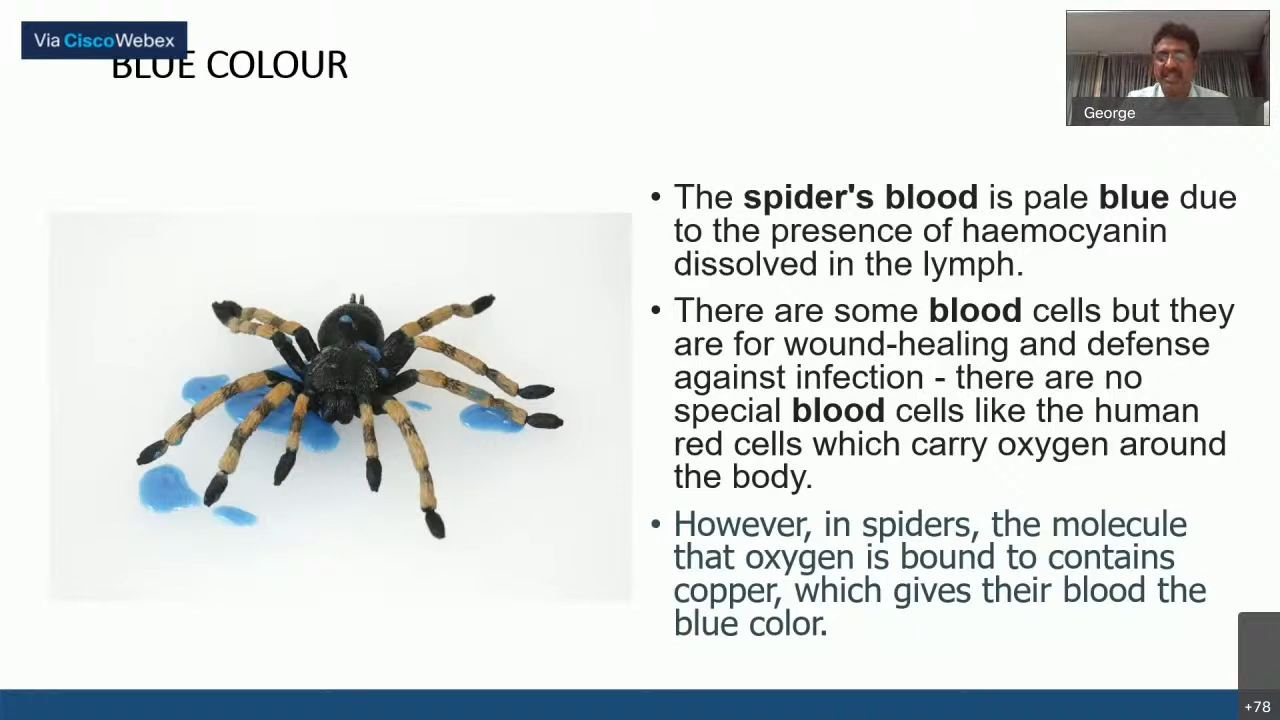 Via CiscoWebex
BLUE COLOUR
George
• The spider's blood is pale blue due
to the presence of haemocyanin
dissolved in the lymph.
• There are some blood cells but they
are for wound-healing and defense
against infection - there are no
special blood cells like the human
red cells which carry oxygen around
the body.
• However, in spiders, the molecule
that oxygen is bound to contains
copper, which gives their blood the
blue color.
+78